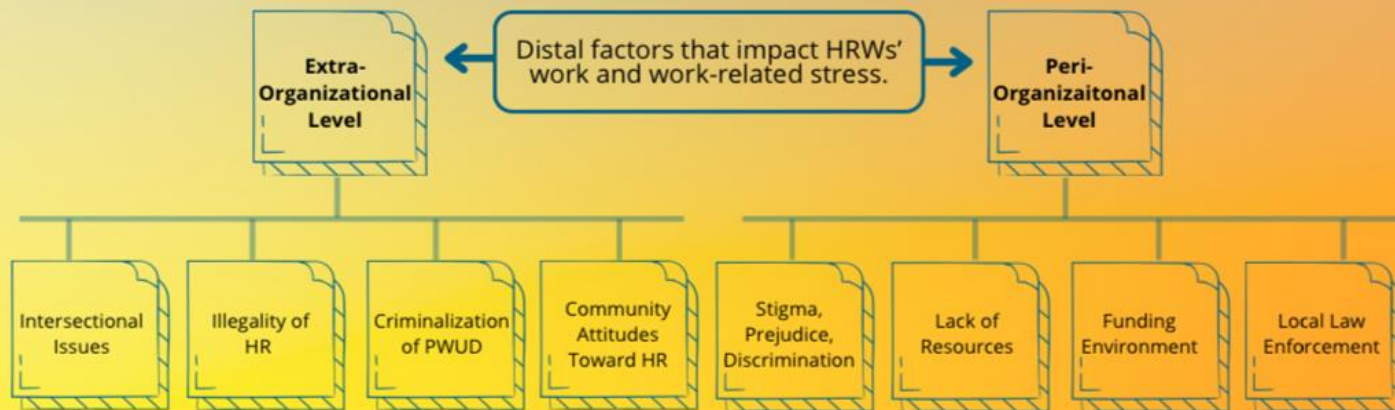 Extra-
Organizational
Level
Distal factors that impact HRWs’
work and work-related stress.
Peri-
Organizaitonal
Level
Intersectional
Issues
Illegality of
HR
Criminalization
of PWUD
Community
Attitudes
Toward HR
Stigma,
Prejudice,
Discrimination
Lack of
Resources
Funding
Environment
Local Law
Enforcement